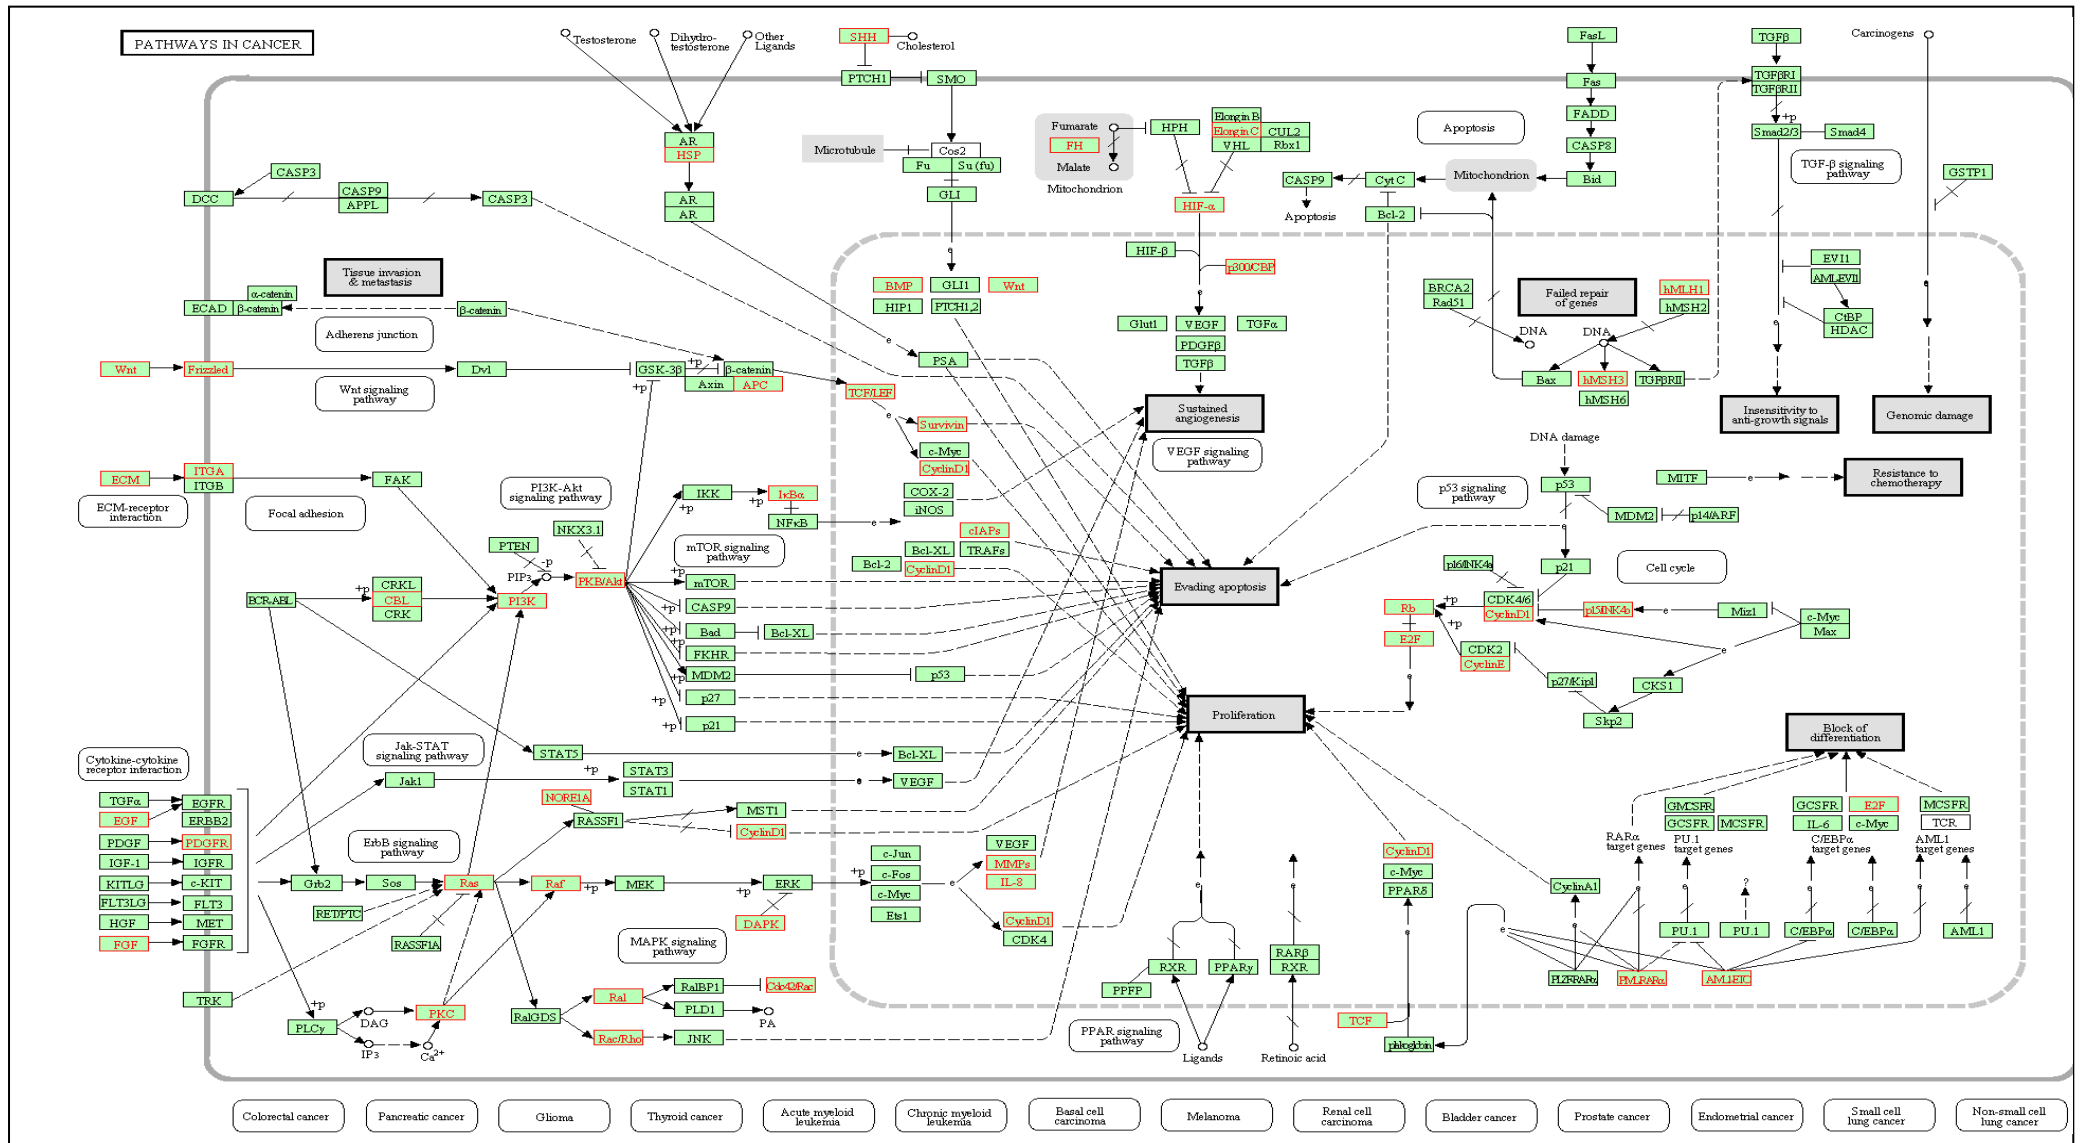 PATHWAYS IN CANCER
Testosterone
Dihydro-
testosterone
Other
Ligands
SHH
Cholesterol
PTCH1
SMO
FasL
Fas
FADD
CASP8
Bid
TGFβ
TGFβRI
TGFβRII
+p
Smad2/3
Smad4
TGF-β signaling
pathway
Carcinogens
GSTP1
AR
HSP
AR
AR
Microtubule
Cos2
Fu
Su (fu)
GLI
Fumarate
FH
Malate
Mitochondrion
HPH
Elongin B
Elongin C
CUL2
VHL
Rbx1
HIF-α
Apoptosis
Mitochondrion
CASP9
Cyt C
Apoptosis
Bcl-2
CASP3
DCC
CASP9
APPL
CASP3
Tissue invasion
& metastasis
α-catenin
ECAD
β-catenin
β-catenin
Adherens junction
e
BMP
GLI1
Wnt
HIP1
PTCH1,2
HIF-β
p300/CBP
e
Glut1
VEGF
TGFα
PDGFβ
TGFβ
BRCA2
Rad51
DNA
Failed repair
of genes
hMLH1
hMSH2
DNA
Bax
hMSH3
TGFβRII
hMSH6
EVI1
AML-EVI1
CtBP
HDAC
e
e
Insensitivity to
anti-growth signals
Genomic damage
Wnt
Frizzled
Dvl
GSK-3β
+p
+p
β-catenin
Axin
APC
Wnt signaling
pathway
e
PSA
TCF/LEF
e
Survivin
c-Myc
CyclinD1
Sustained
angiogenesis
VEGF signaling
pathway
DNA damage
p53
p53 signaling
pathway
MDM2
p14/ARF
MITF
e
Resistance to
chemotherapy
ECM
ITGA
ITGB
FAK
ECM-receptor
interaction
Focal adhesion
PI3K-Akt
signaling pathway
IKK
+p
IκBα
NFκB
e
COX-2
iNOS
cIAPs
Bcl-XL
TRAFs
Bcl-2
CyclinD1
NKX3.1
PTEN
-p
PIP3
PKB/Akt
mTOR signaling
pathway
+p
mTOR
+p
CASP9
+p
Bad
Bcl-XL
+p
FKHR
+p
MDM2
p53
+p
p27
+p
p21
Evading apoptosis
e
p21
p16/INK4a
Cell cycle
CDK4/6
CyclinD1
p15/INK4b
e
Miz1
c-Myc
Max
Rb
+p
+p
E2F
e
CDK2
CyclinE
e
p27/Kip1
CKS1
Skp2
BCR-ABL
+p
CRKL
CBL
CRK
PI3K
Proliferation
Block of
differentiation
Cytokine-cytokine
receptor interaction
Jak-STAT
signaling pathway
STAT5
e
Bcl-XL
Jak1
+p
STAT3
STAT1
e
VEGF
TGFα
EGFR
EGF
ERBB2
PDGF
PDGFR
IGF-1
IGFR
KITLG
c-KIT
FLT3LG
FLT3
HGF
MET
FGF
FGFR
TRK
NORE1A
RASSF1
MST1
CyclinD1
ErbB signaling
pathway
Grb2
Sos
Ras
Raf
+p
MEK
+p
ERK
+p
DAPK
c-Jun
c-Fos
c-Myc
Ets1
e
e
VEGF
MMPs
IL-8
CyclinD1
CDK4
RET/PTC
RASSF1A
MAPK signaling
pathway
+p
PLCγ
DAG
IP3
Ca2+
PKC
RalGDS
Ral
RalBP1
Cdc42/Rac
PLD1
PA
Rac/Rho
JNK
e
e
RXR
PPARγ
PPFP
RARβ
RXR
PPAR signaling
pathway
Ligands
Retinoic acid
CyclinD1
c-Myc
PPARδ
e
TCF
plakoglobin
e
CyclinA1
e
GMCSFR
GCSFR
MCSFR
GCSFR
E2F
IL-6
c-Myc
MCSFR
TCR
RARα
target genes
PU.1
target genes
C/EBPα
target genes
AML1
target genes
e
e
?
e
e
e
e
PU.1
PU.1
C/EBPα
C/EBPα
AML1
PLZF-RARα
PML-RARα
AML1-ETO
Colorectal cancer
Pancreatic cancer
Glioma
Thyroid cancer
Acute myeloid
leukemia
Chronic myeloid
leukemia
Basal cell
carcinoma
Melanoma
Renal cell
carcinoma
Bladder cancer
Prostate cancer
Endometrial cancer
Small cell
lung cancer
Non-small cell
lung cancer